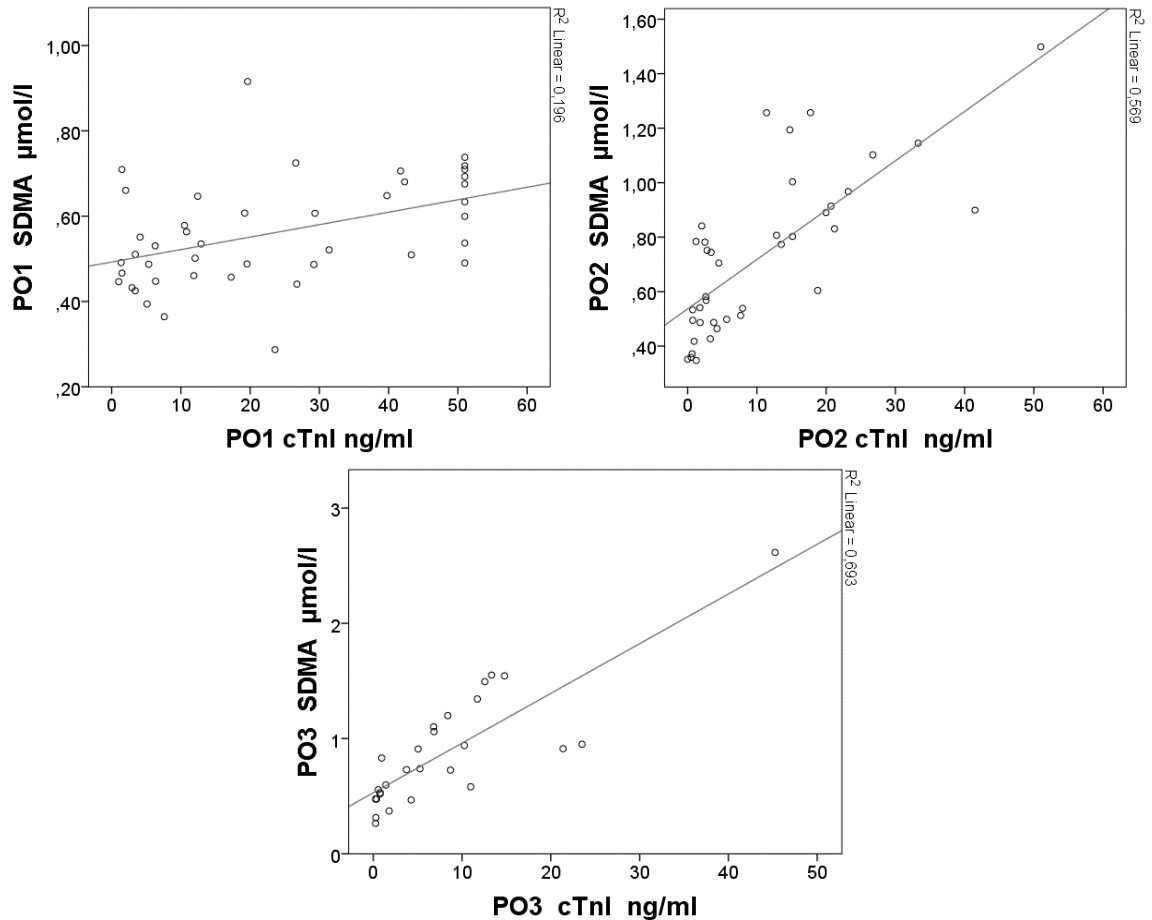 1,00
,80
,60
,40
,20
PO1 SDMA µmol/l
0 10 20 30 40 50 60
PO1 cTnI ng/ml
R2 Linear = 0,196
1,60
1,40
1,20
1,00
,80
,60
,40
PO2 SDMA µmol/l
0 10 20 30 40 50 60
PO2 cTnI ng/ml
R2 Linear = 0,569
3
2
1
0
PO3 SDMA µmol/l
0 10 20 30 40 50
PO3 cTnI ng/ml
R2 Linear = 0,693